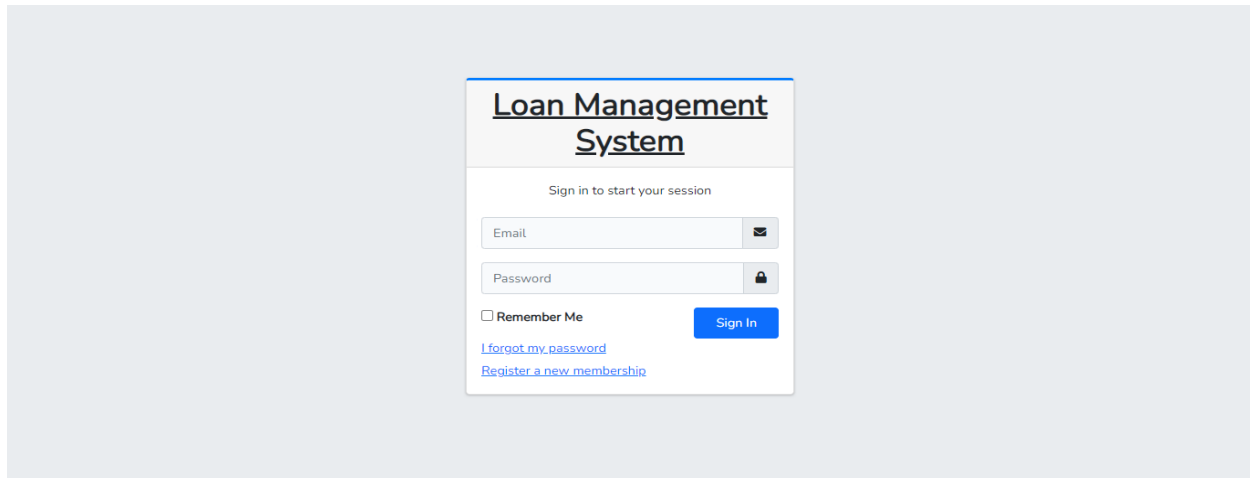 Loan Management
System
Sign in to start your session
Email
Password
Remember Me
Sign In
I forgot my password
Register a new membership